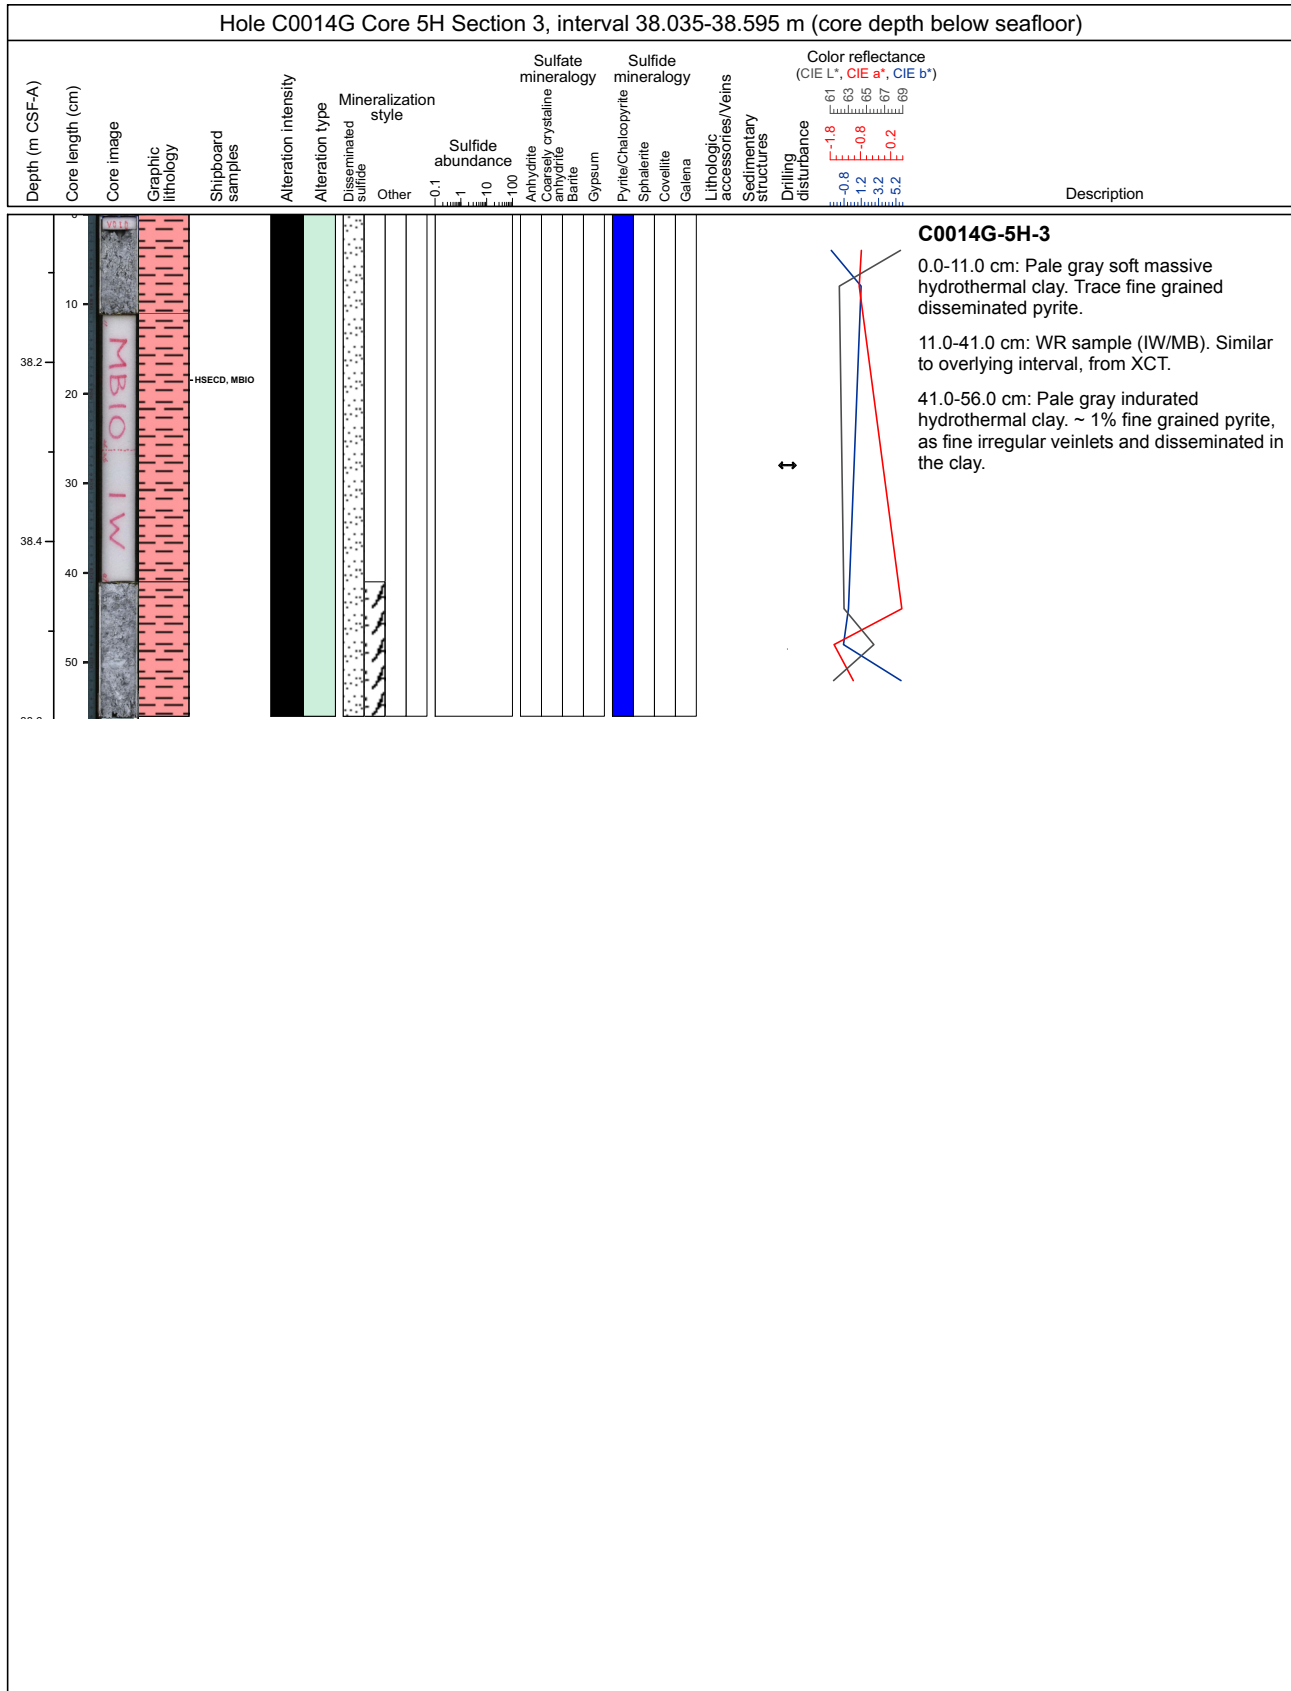 Hole C0014G Core 5H Section 3, interval 38.035-38.595 m (core depth below seafloor)
Depth (m CSF-A)
Core length (cm)
Core image
Graphic
lithology
Shipboard
samples
Alteration intensity
Alteration type
Mineralization
style
Disseminated
sulfide
Other
Sulfide
abundance
0.1
1
10
100
Sulfate
mineralogy
Anhydrite
Coarsely crystaline
anhydrite
Barite
Gypsum
Sulfide
mineralogy
Pyrite/Chalcopyrite
Sphalerite
Covellite
Galena
Lithologic
accessories/Veins
Sedimentary
structures
Drilling
disturbance
Color reflectance
(CIE L*, CIE a*, CIE b*)
61
63
65
67
69
-1.8
-0.8
0.2
-0.8
1.2
3.2
5.2
Description
C0014G-5H-3
0.0-11.0 cm: Pale gray soft massive
hydrothermal clay. Trace fine grained
disseminated pyrite.
11.0-41.0 cm: WR sample (IW/MB). Similar
to overlying interval, from XCT.
41.0-56.0 cm: Pale gray indurated
hydrothermal clay. ~ 1% fine grained pyrite,
as fine irregular veinlets and disseminated in
the clay.
10
38.2
20
30
38.4
40
50
HSECD, MBIO
MBIO
IW